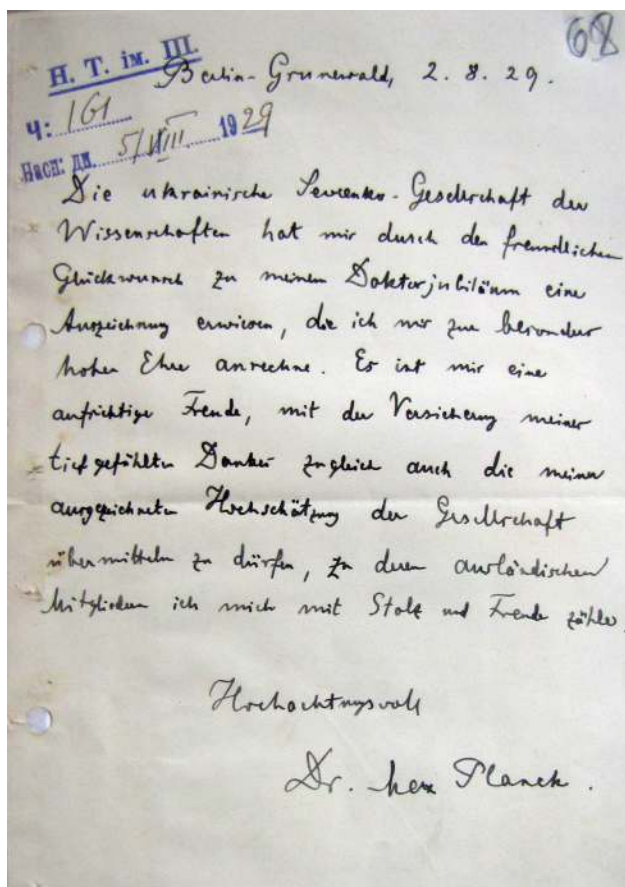 68
Н. Т. ім. Ш.
Berlin-Grunewald, 2. 8. 29.
Ч: 161
Насп: дн. 5/VIII 1929
Die ukrainische Sevcenko-Gesellschaft der
Wissenschaften hat mir durch den freundlichen
Glückwunsch zu meinem Doktorjubiläum eine
Auszeichnung erwiesen, die ich mir zur besonders
hohen Ehre anrechne. Es ist mir eine
aufrichtige Freude, mit der Versicherung meines
tiefgefühlten Dankes zugleich auch die meiner
ausgezeichneten Hochschätzung der Gesellschaft
übermitteln zu dürfen, zu deren ausländischen
Mitgliedern ich mich mit Stolz und Freude zähle.
Hochachtungsvoll
Dr. Max Planck.